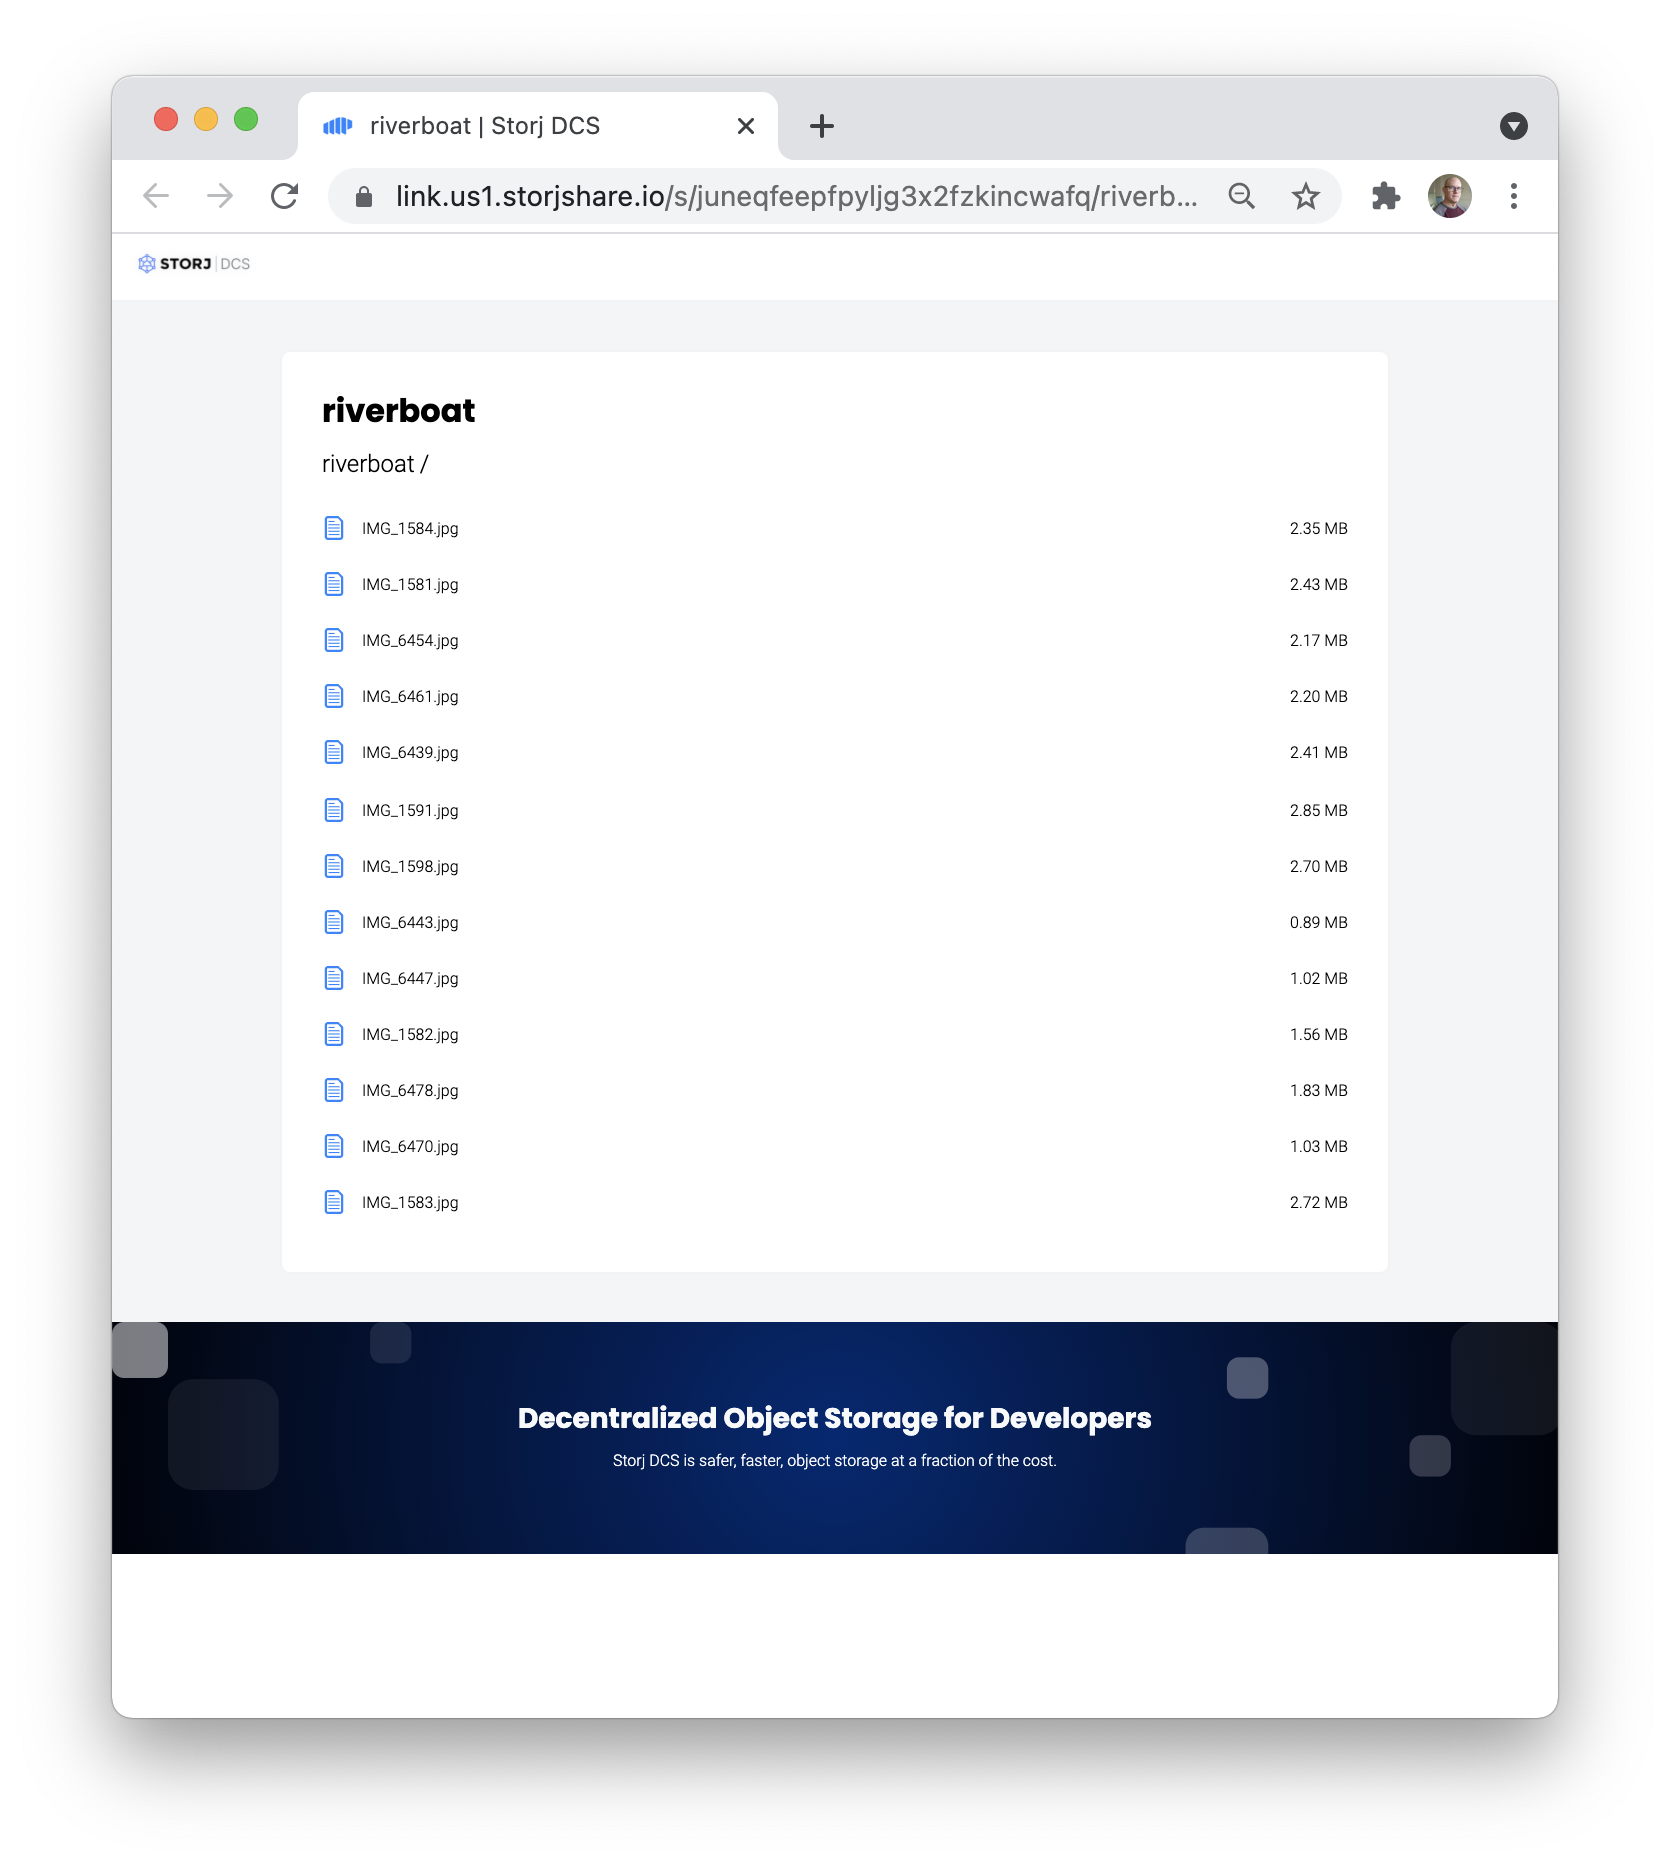 riverboat | Storj DCS
link.us1.storjshare.io/s/juneqfeepfpyljg3x2fzkincwafq/riverb...
STORJ | DCS
riverboat
riverboat /
IMG_1584.jpg 2.35 MB
IMG_1581.jpg 2.43 MB
IMG_6454.jpg 2.17 MB
IMG_6461.jpg 2.20 MB
IMG_6439.jpg 2.41 MB
IMG_1591.jpg 2.85 MB
IMG_1598.jpg 2.70 MB
IMG_6443.jpg 0.89 MB
IMG_6447.jpg 1.02 MB
IMG_1582.jpg 1.56 MB
IMG_6478.jpg 1.83 MB
IMG_6470.jpg 1.03 MB
IMG_1583.jpg 2.72 MB
Decentralized Object Storage for Developers
Storj DCS is safer, faster, object storage at a fraction of the cost.